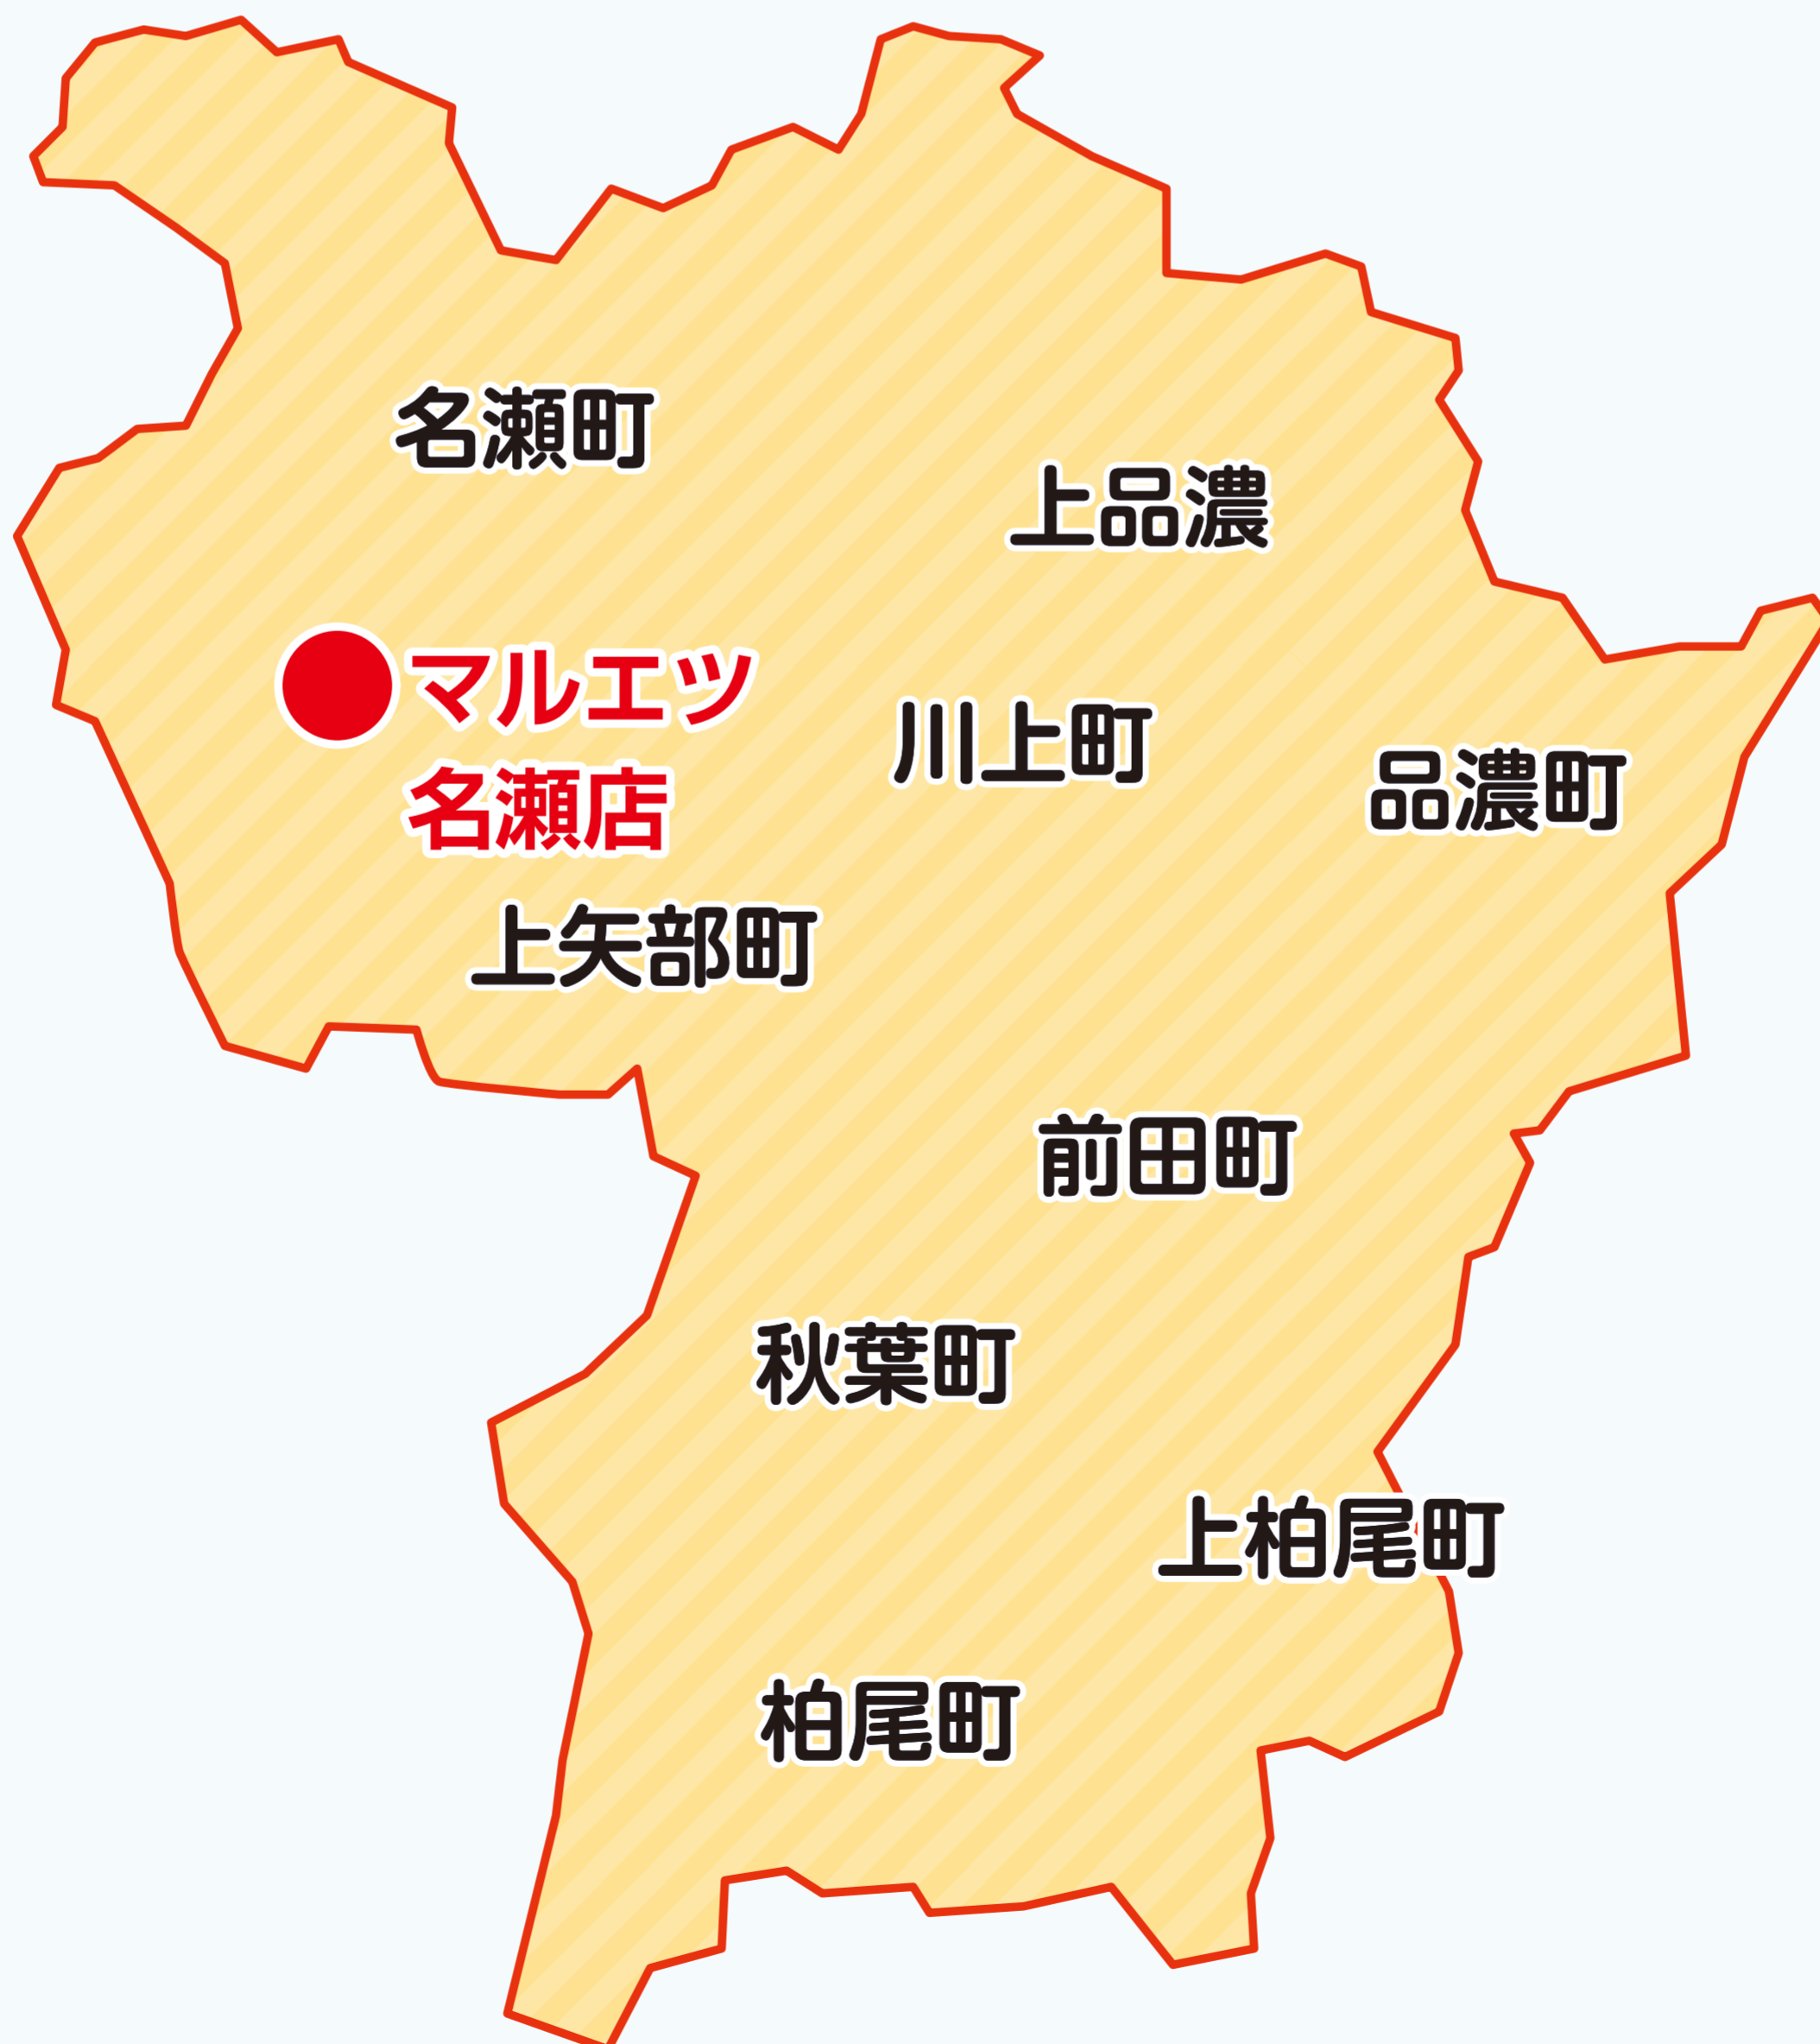 名瀬町
上品濃
マルエツ
名瀬店
川上町
品濃町
上矢部町
前田町
秋葉町
上柏尾町
柏尾町